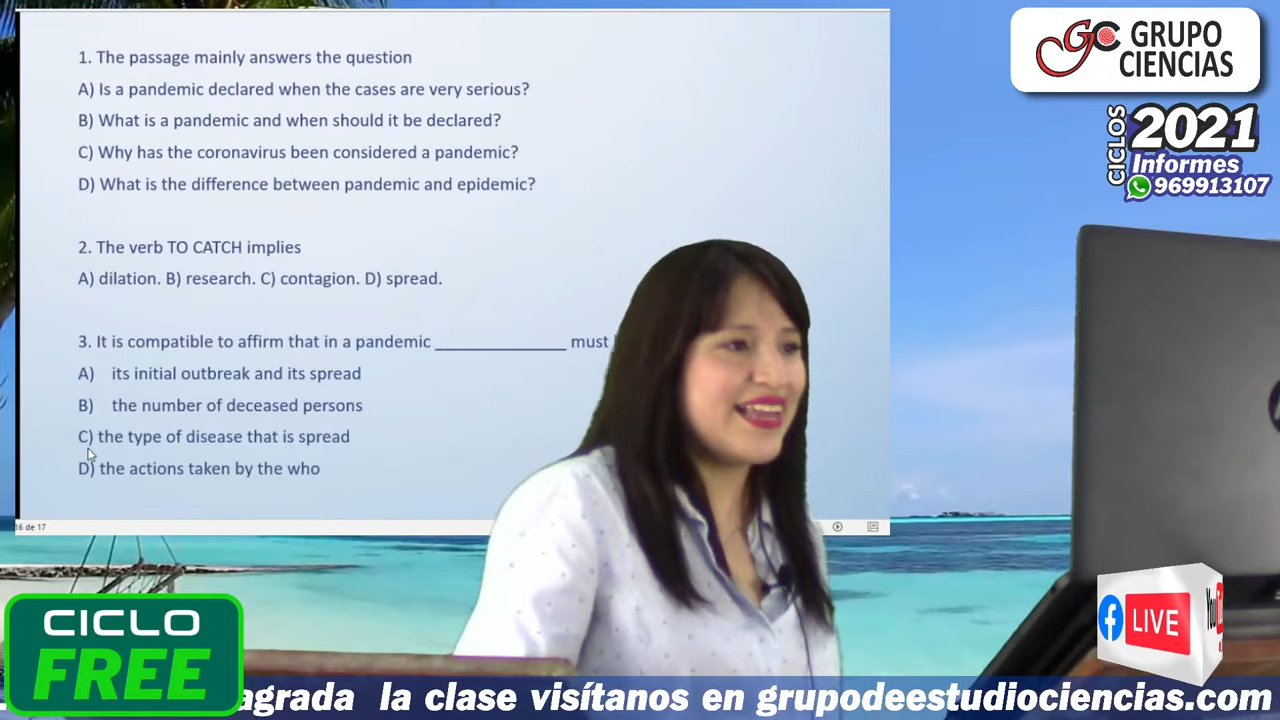 1. The passage mainly answers the question
A) Is a pandemic declared when the cases are very serious?
B) What is a pandemic and when should it be declared?
C) Why has the coronavirus been considered a pandemic?
D) What is the difference between pandemic and epidemic?
2. The verb TO CATCH implies
A) dilation. B) research. C) contagion. D) spread.
3. It is compatible to affirm that in a pandemic ______________ must
A) its initial outbreak and its spread
B) the number of deceased persons
C) the type of disease that is spread
D) the actions taken by the who
16 de 17
GC GRUPO
CIENCIAS
CICLOS
2021
Informes
969913107
LIVE
CICLO
FREE
agrada la clase visítanos en grupodeestudiociencias.com